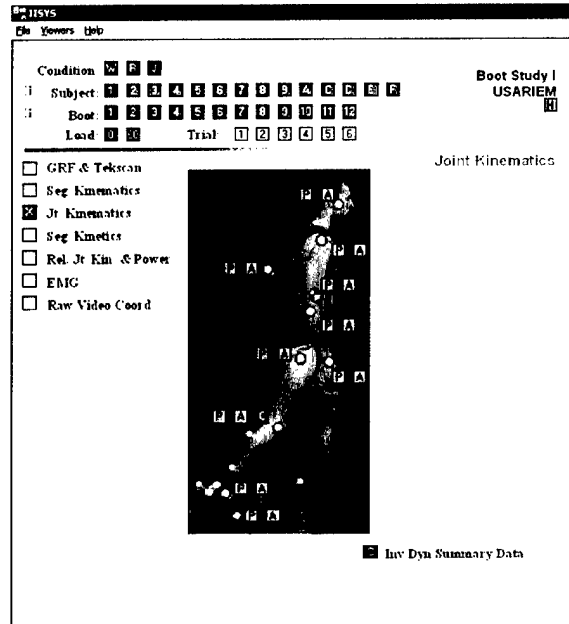 JISYS
File Viewers Help
Condition W R J
Boot Study I
USARIEM
H
Subject: 1 2 3 4 5 6 7 8 9 A C D E F
Boot: 1 2 3 4 5 6 7 8 9 10 11 12
Load: 0 Trial: 1 2 3 4 5 6
Joint Kinematics
GRF & Tekscan
Seg Kinematics
Jt Kinematics
Seg Kinetics
Rel. Jt Kin & Power
EMG
Raw Video Coord
P A
P A
P A
P A
P A
P A
P A
P A C
P A
P A
Inv Dyn Summary Data